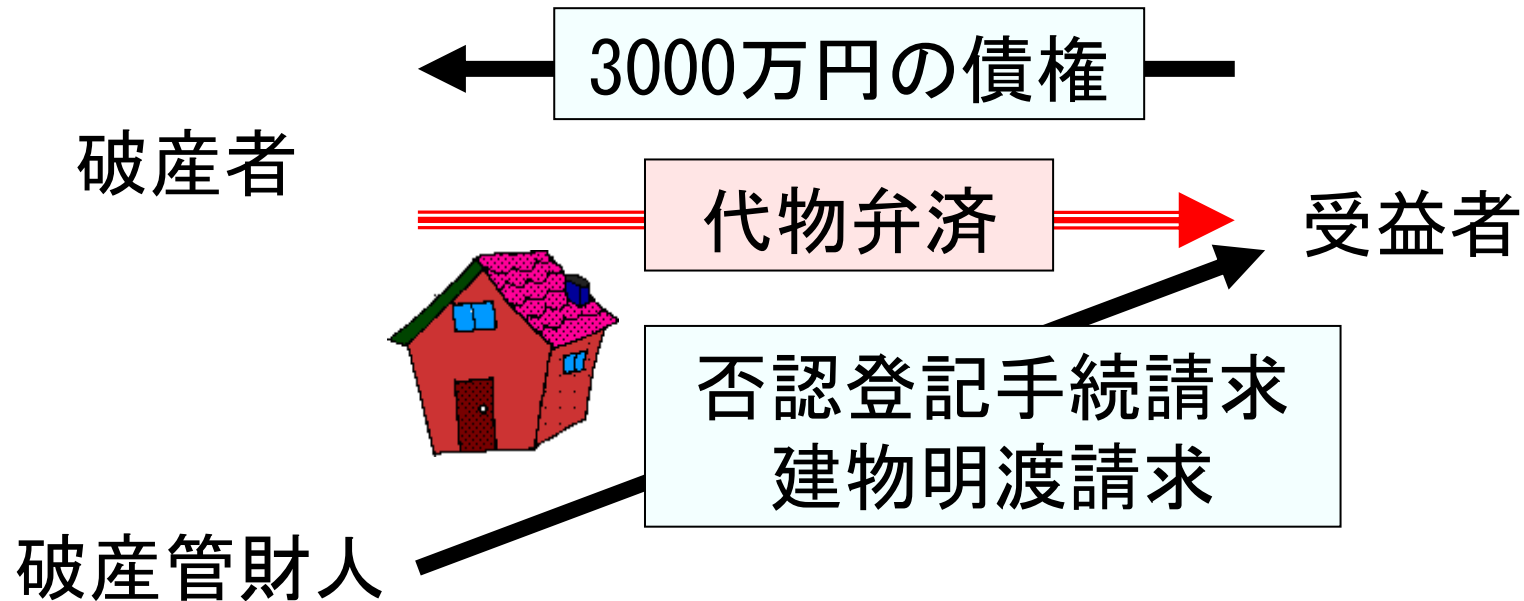 3000万円の債権
破産者
代物弁済
受益者
否認登記手続請求
建物明渡請求
破産管財人